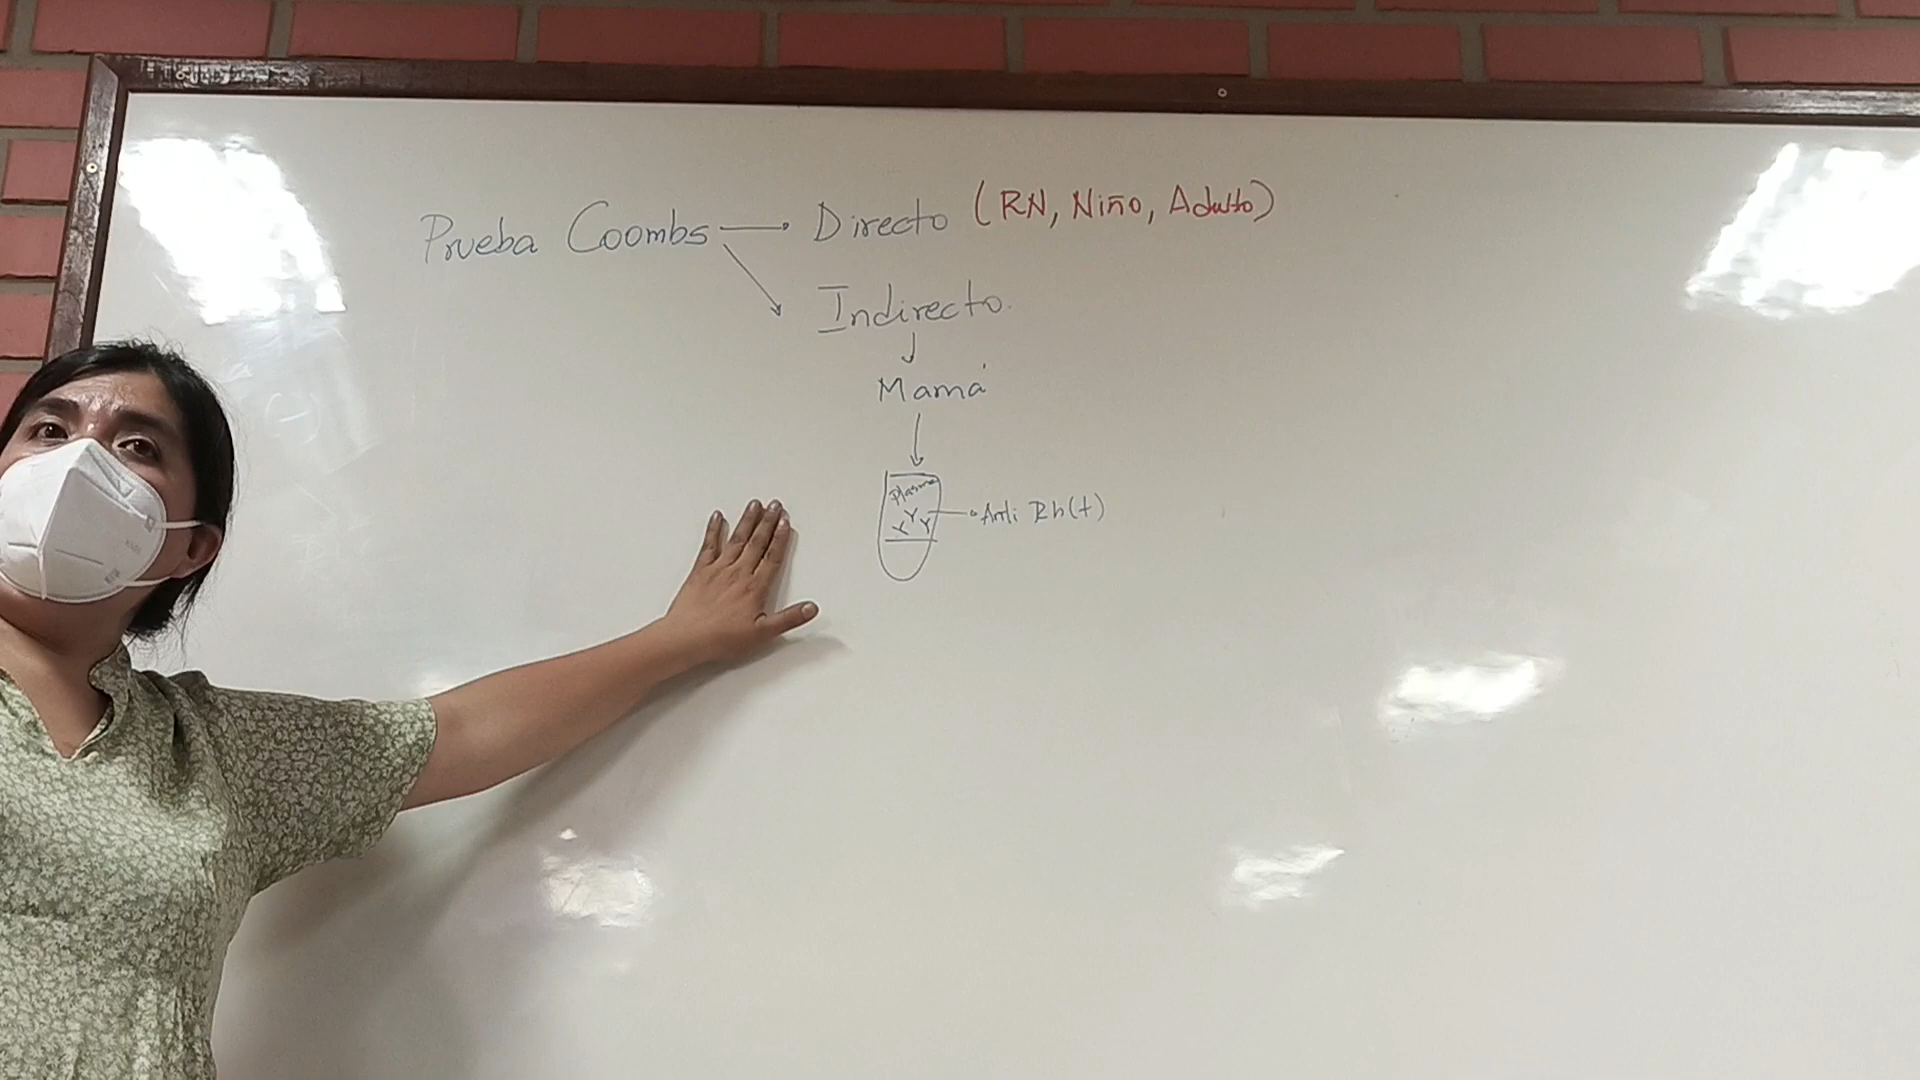 Prueba Coombs → Directo (RN, Niño, Adulto)
Indirecto.
Mamá
Plasma
Y
Y Y
Anti Rh(+)